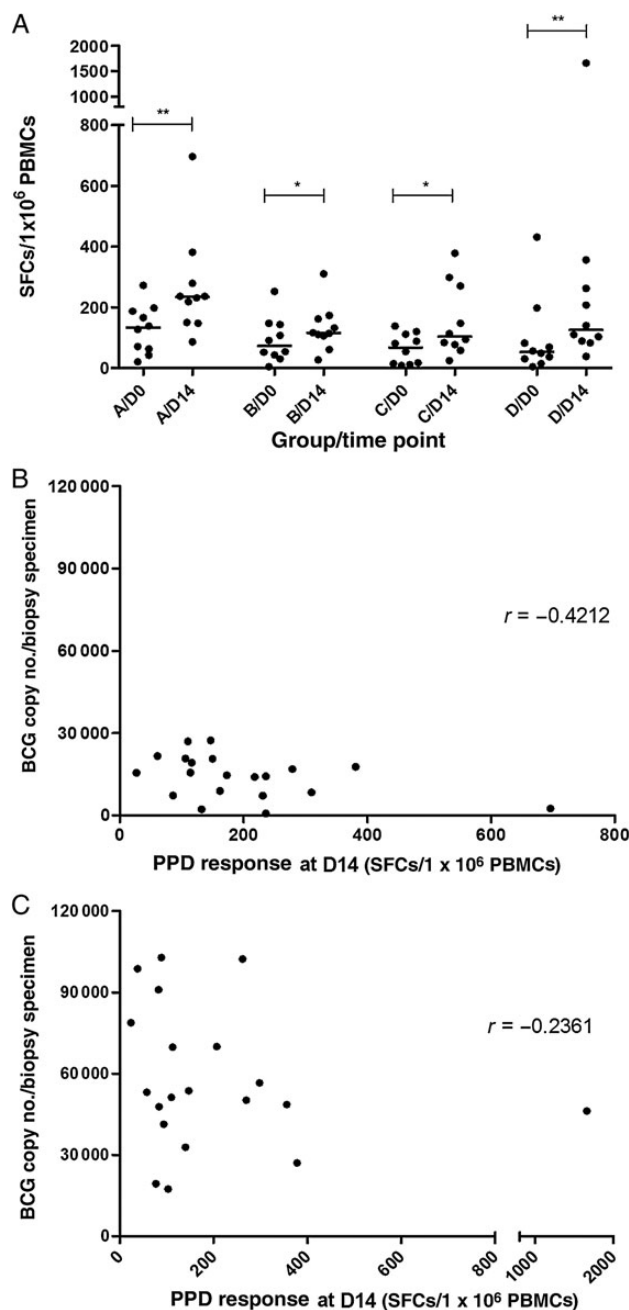 A
SFCs/1x10⁶ PBMCs
2000
1500
1000
800
600
400
200
0
** * * **
A/D0 A/D14 B/D0 B/D14 C/D0 C/D14 D/D0 D/D14
Group/time point
B
BCG copy no./biopsy specimen
120 000
90 000
60 000
30 000
0
r = −0.4212
0 200 400 600 800
PPD response at D14 (SFCs/1 x 10⁶ PBMCs)
C
BCG copy no./biopsy specimen
120 000
90 000
60 000
30 000
0
r = −0.2361
0 200 400 600 800 1000 2000
PPD response at D14 (SFCs/1 x 10⁶ PBMCs)